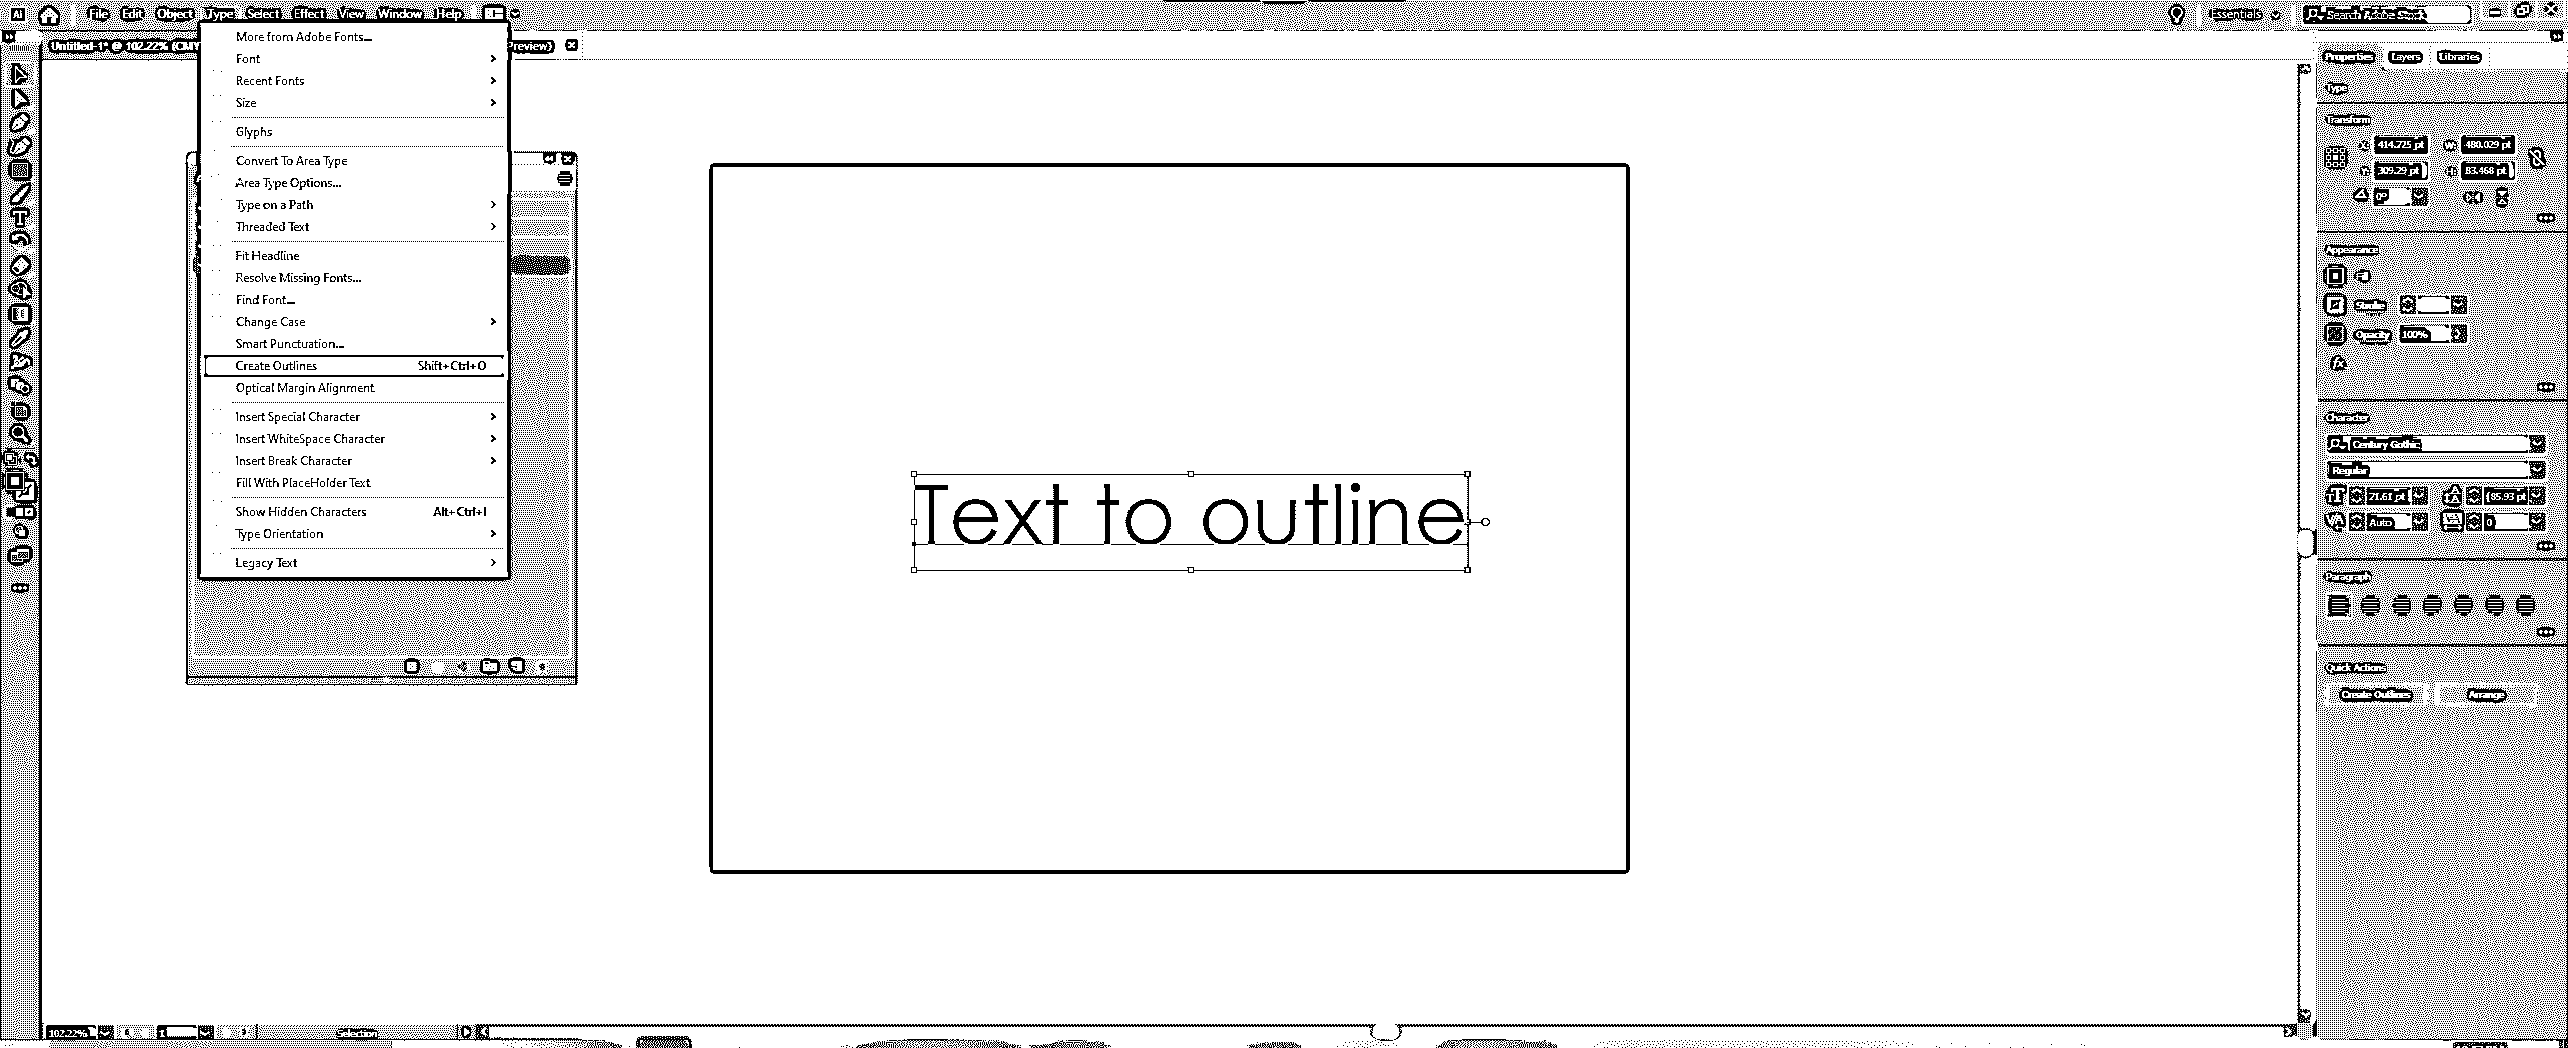 Ai
File Edit Object Type Select Effect View Window Help
Essentials
Search Adobe Stock
Untitled-1* @ 102.22% (CMY
Preview)
More from Adobe Fonts...
Font
Recent Fonts
Size
Glyphs
Convert To Area Type
Area Type Options...
Type on a Path
Threaded Text
Fit Headline
Resolve Missing Fonts...
Find Font...
Change Case
Smart Punctuation...
Create Outlines Shift+Ctrl+O
Optical Margin Alignment
Insert Special Character
Insert WhiteSpace Character
Insert Break Character
Fill With PlaceHolder Text
Show Hidden Characters Alt+Ctrl+I
Type Orientation
Legacy Text
Text to outline
Properties Layers Libraries
Type
Transform
X: 414.725 pt W: 480.029 pt
Y: 309.29 pt H: 83.468 pt
0°
Appearance
Stroke
Opacity 100%
fx
Character
Century Gothic
Regular
21.61 pt (85.93 pt
Auto 0
Paragraph
Quick Actions
Create Outlines Arrange
102.22% 1 Selection